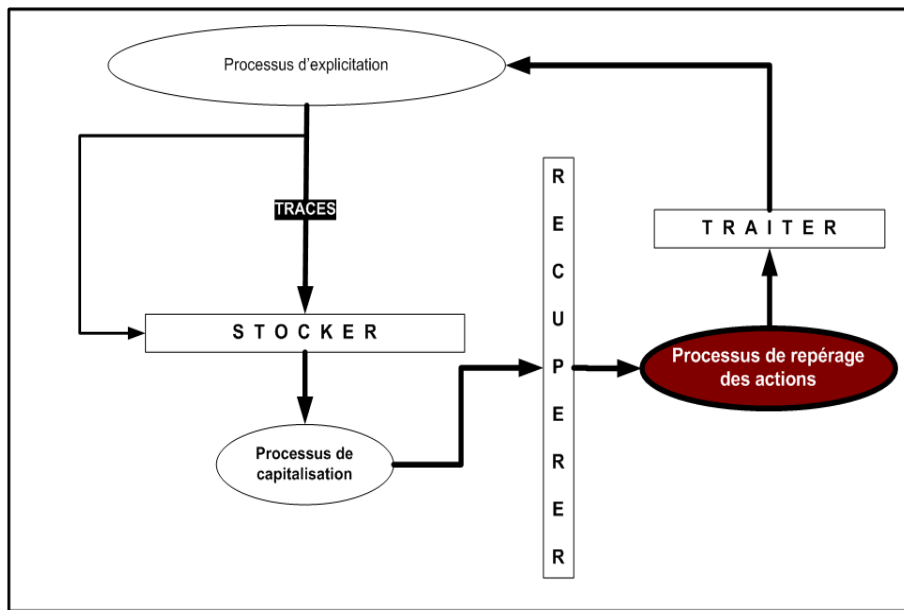 Processus d'explicitation
TRACES
R E C U P E R E R
T R A I T E R
S T O C K E R
Processus de repérage
des actions
Processus de
capitalisation